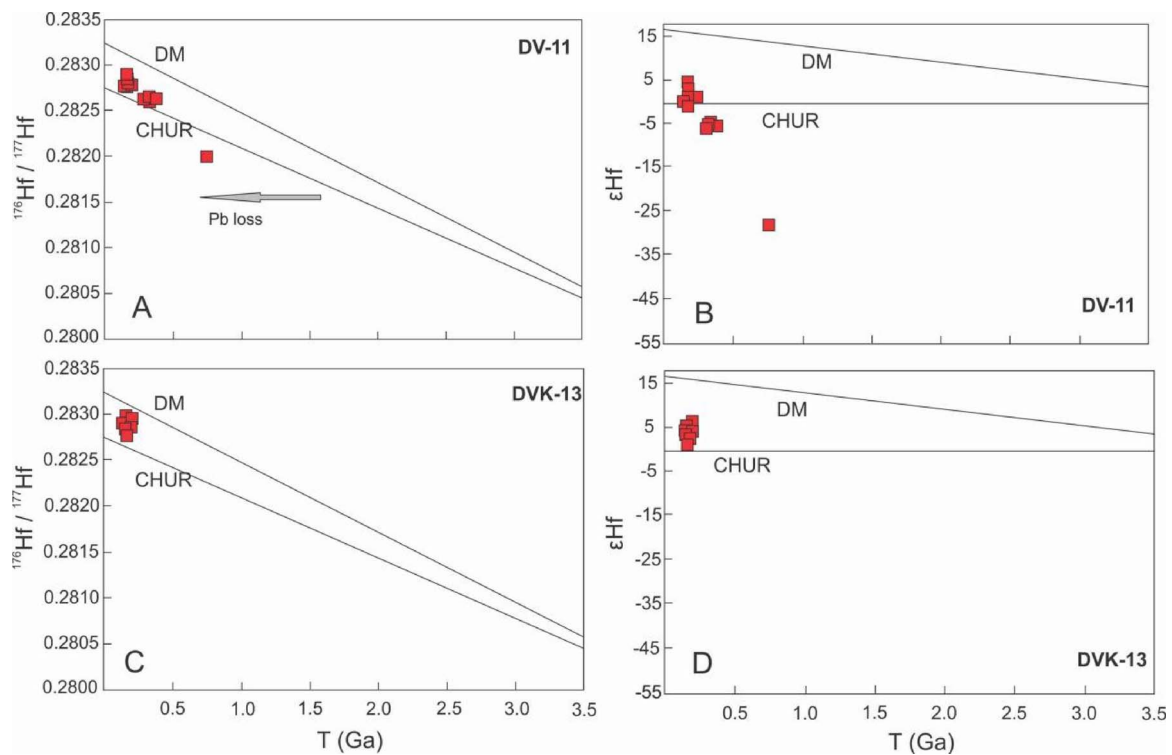 0.2835
0.2830
0.2825
0.2820
0.2815
0.2810
0.2805
0.2800
¹⁷⁶Hf / ¹⁷⁷Hf
DM
DV-11
CHUR
Pb loss
A
15
5
-5
-15
-25
-35
-45
-55
εHf
DM
CHUR
B
DV-11
0.2835
0.2830
0.2825
0.2820
0.2815
0.2810
0.2805
0.2800
¹⁷⁶Hf / ¹⁷⁷Hf
DM
DVK-13
CHUR
C
0.5 1.0 1.5 2.0 2.5 3.0 3.5
T (Ga)
15
5
-5
-15
-25
-35
-45
-55
εHf
DM
CHUR
D
DVK-13
0.5 1.0 1.5 2.0 2.5 3.0 3.5
T (Ga)